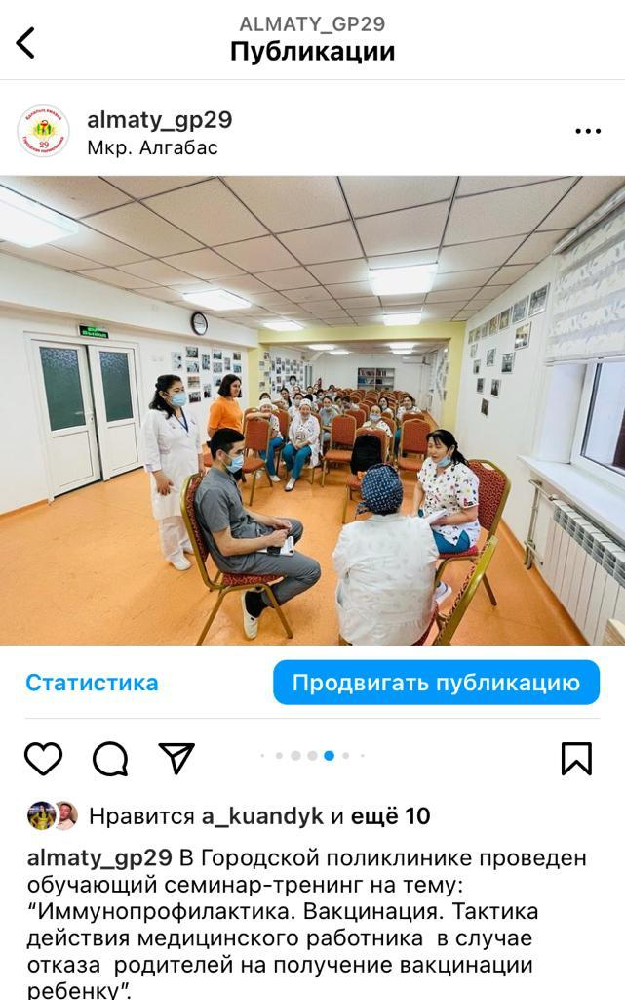 ALMATY_GP29
Публикации
almaty_gp29
Мкр. Алгабас
29
Статистика
Продвигать публикацию
Нравится a_kuandyk и ещё 10
almaty_gp29 В Городской поликлинике проведен
обучающий семинар-тренинг на тему:
“Иммунопрофилактика. Вакцинация. Тактика
действия медицинского работника в случае
отказа родителей на получение вакцинации
ребенку”.